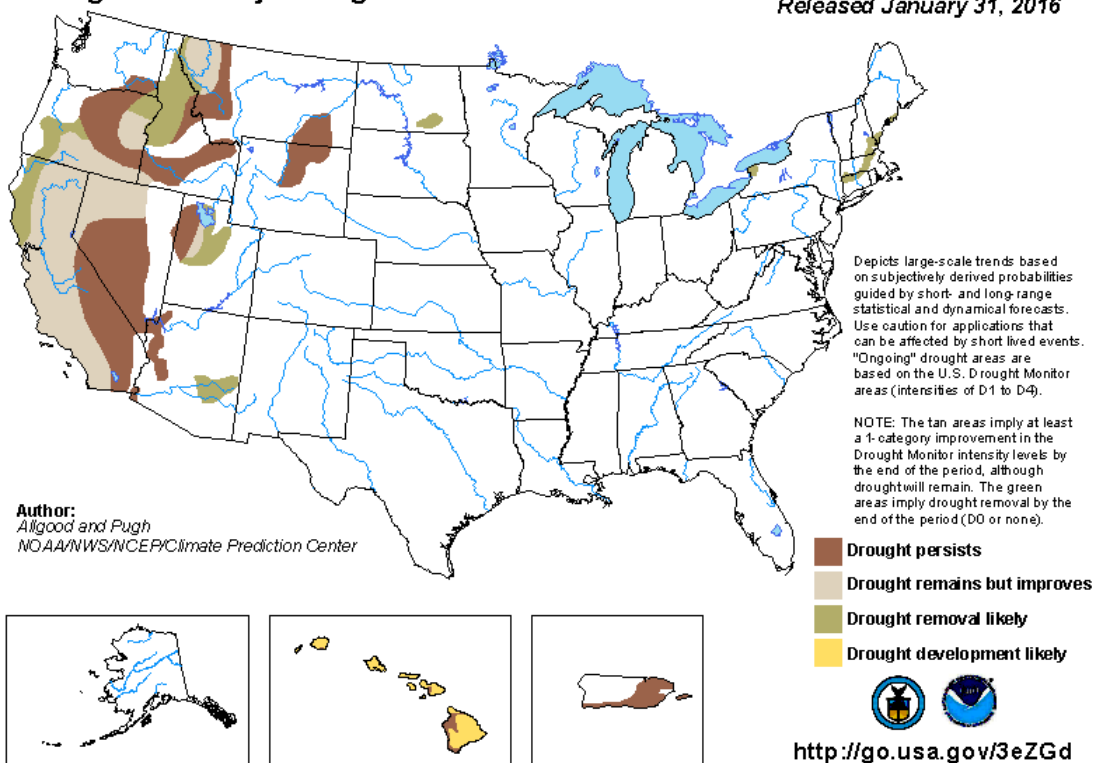 Released January 31, 2016
Depicts large-scale trends based
on subjectively derived probabilities
guided by short- and long-range
statistical and dynamical forecasts.
Use caution for applications that
can be affected by short lived events.
"Ongoing" drought areas are
based on the U.S. Drought Monitor
areas (intensities of D1 to D4).
NOTE: The tan areas imply at least
a 1-category improvement in the
Drought Monitor intensity levels by
the end of the period, although
drought will remain. The green
areas imply drought removal by the
end of the period (D0 or none).
Author:
Allgood and Pugh
NOAA/NWS/NCEP/Climate Prediction Center
Drought persists
Drought remains but improves
Drought removal likely
Drought development likely
http://go.usa.gov/3eZGd